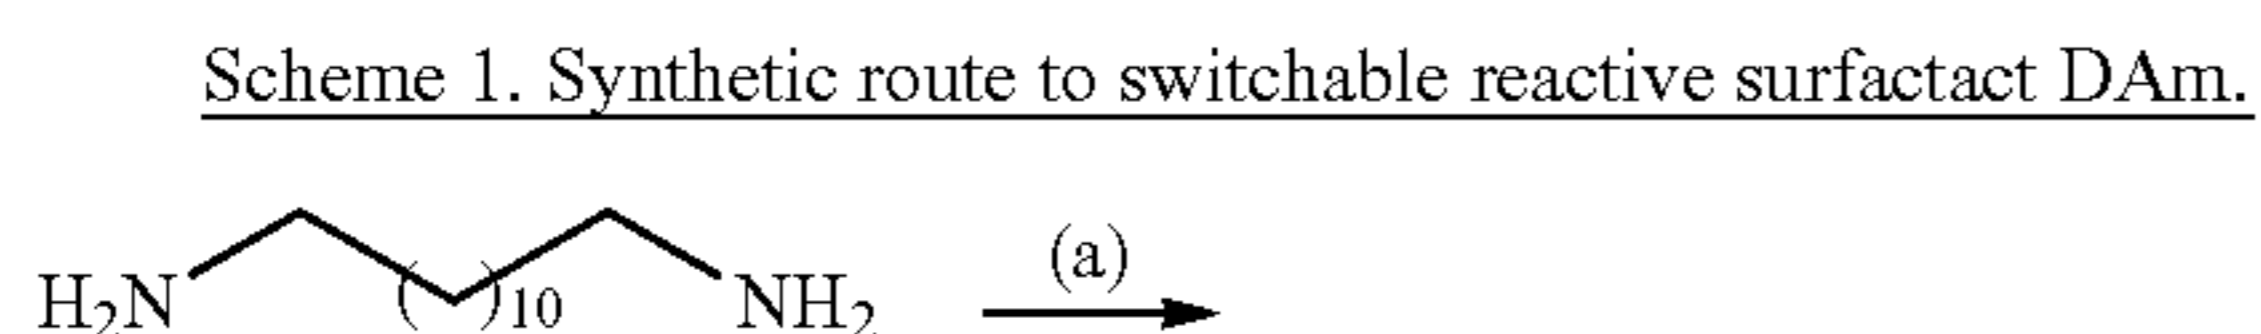 Scheme 1. Synthetic route to switchable reactive surfactact DAm.
(a)
H₂N ( )10 NH₂